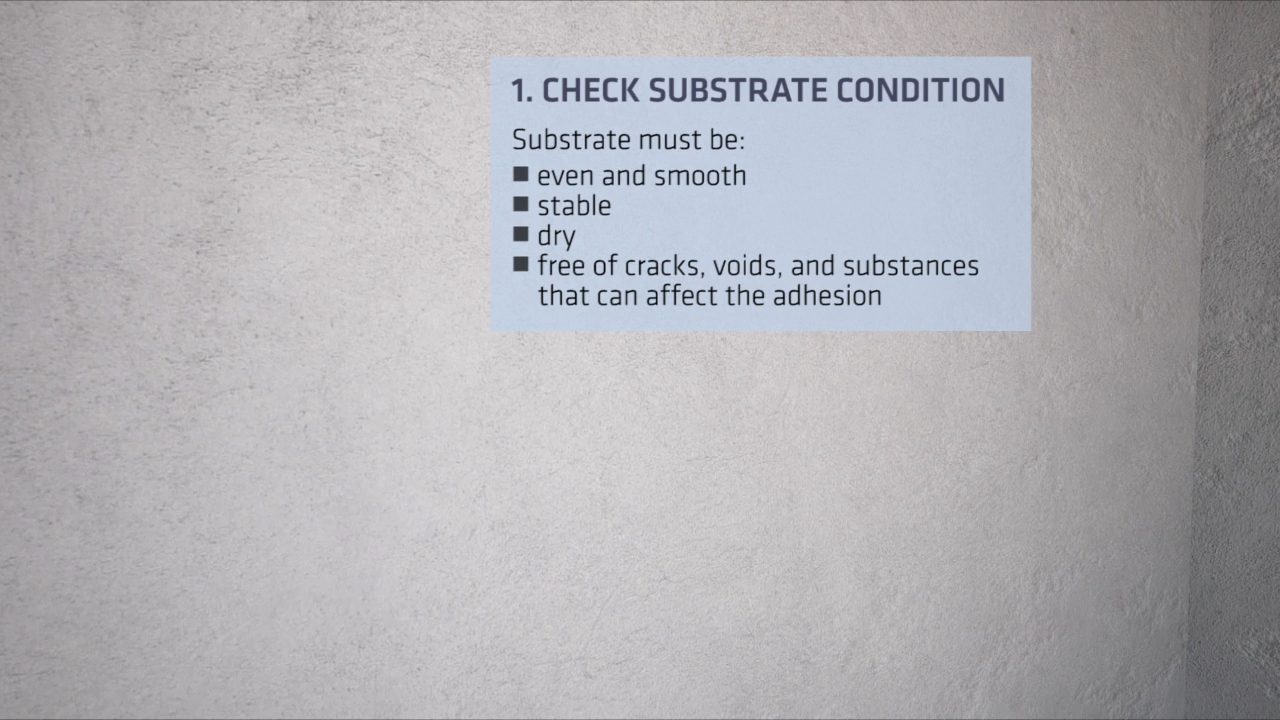 1. CHECK SUBSTRATE CONDITION
Substrate must be:
■ even and smooth
■ stable
■ dry
■ free of cracks, voids, and substances
that can affect the adhesion